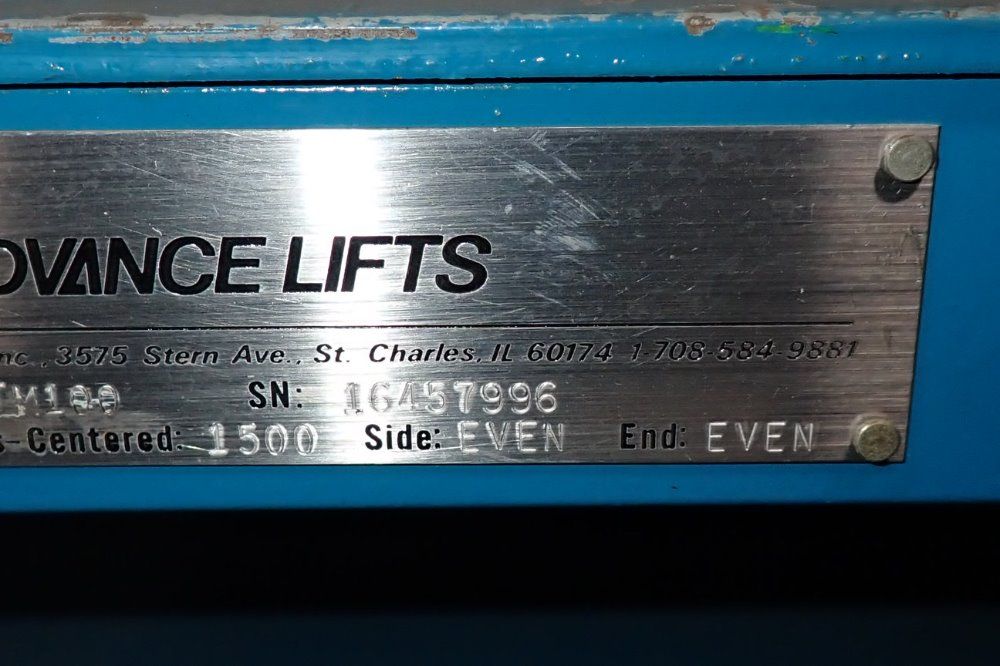 DVANCE LIFTS
nc., 3575 Stern Ave., St. Charles, IL 60174 1-708-584-9881
M100 SN: 16457996
s-Centered: 1500 Side: EVEN End: EVEN